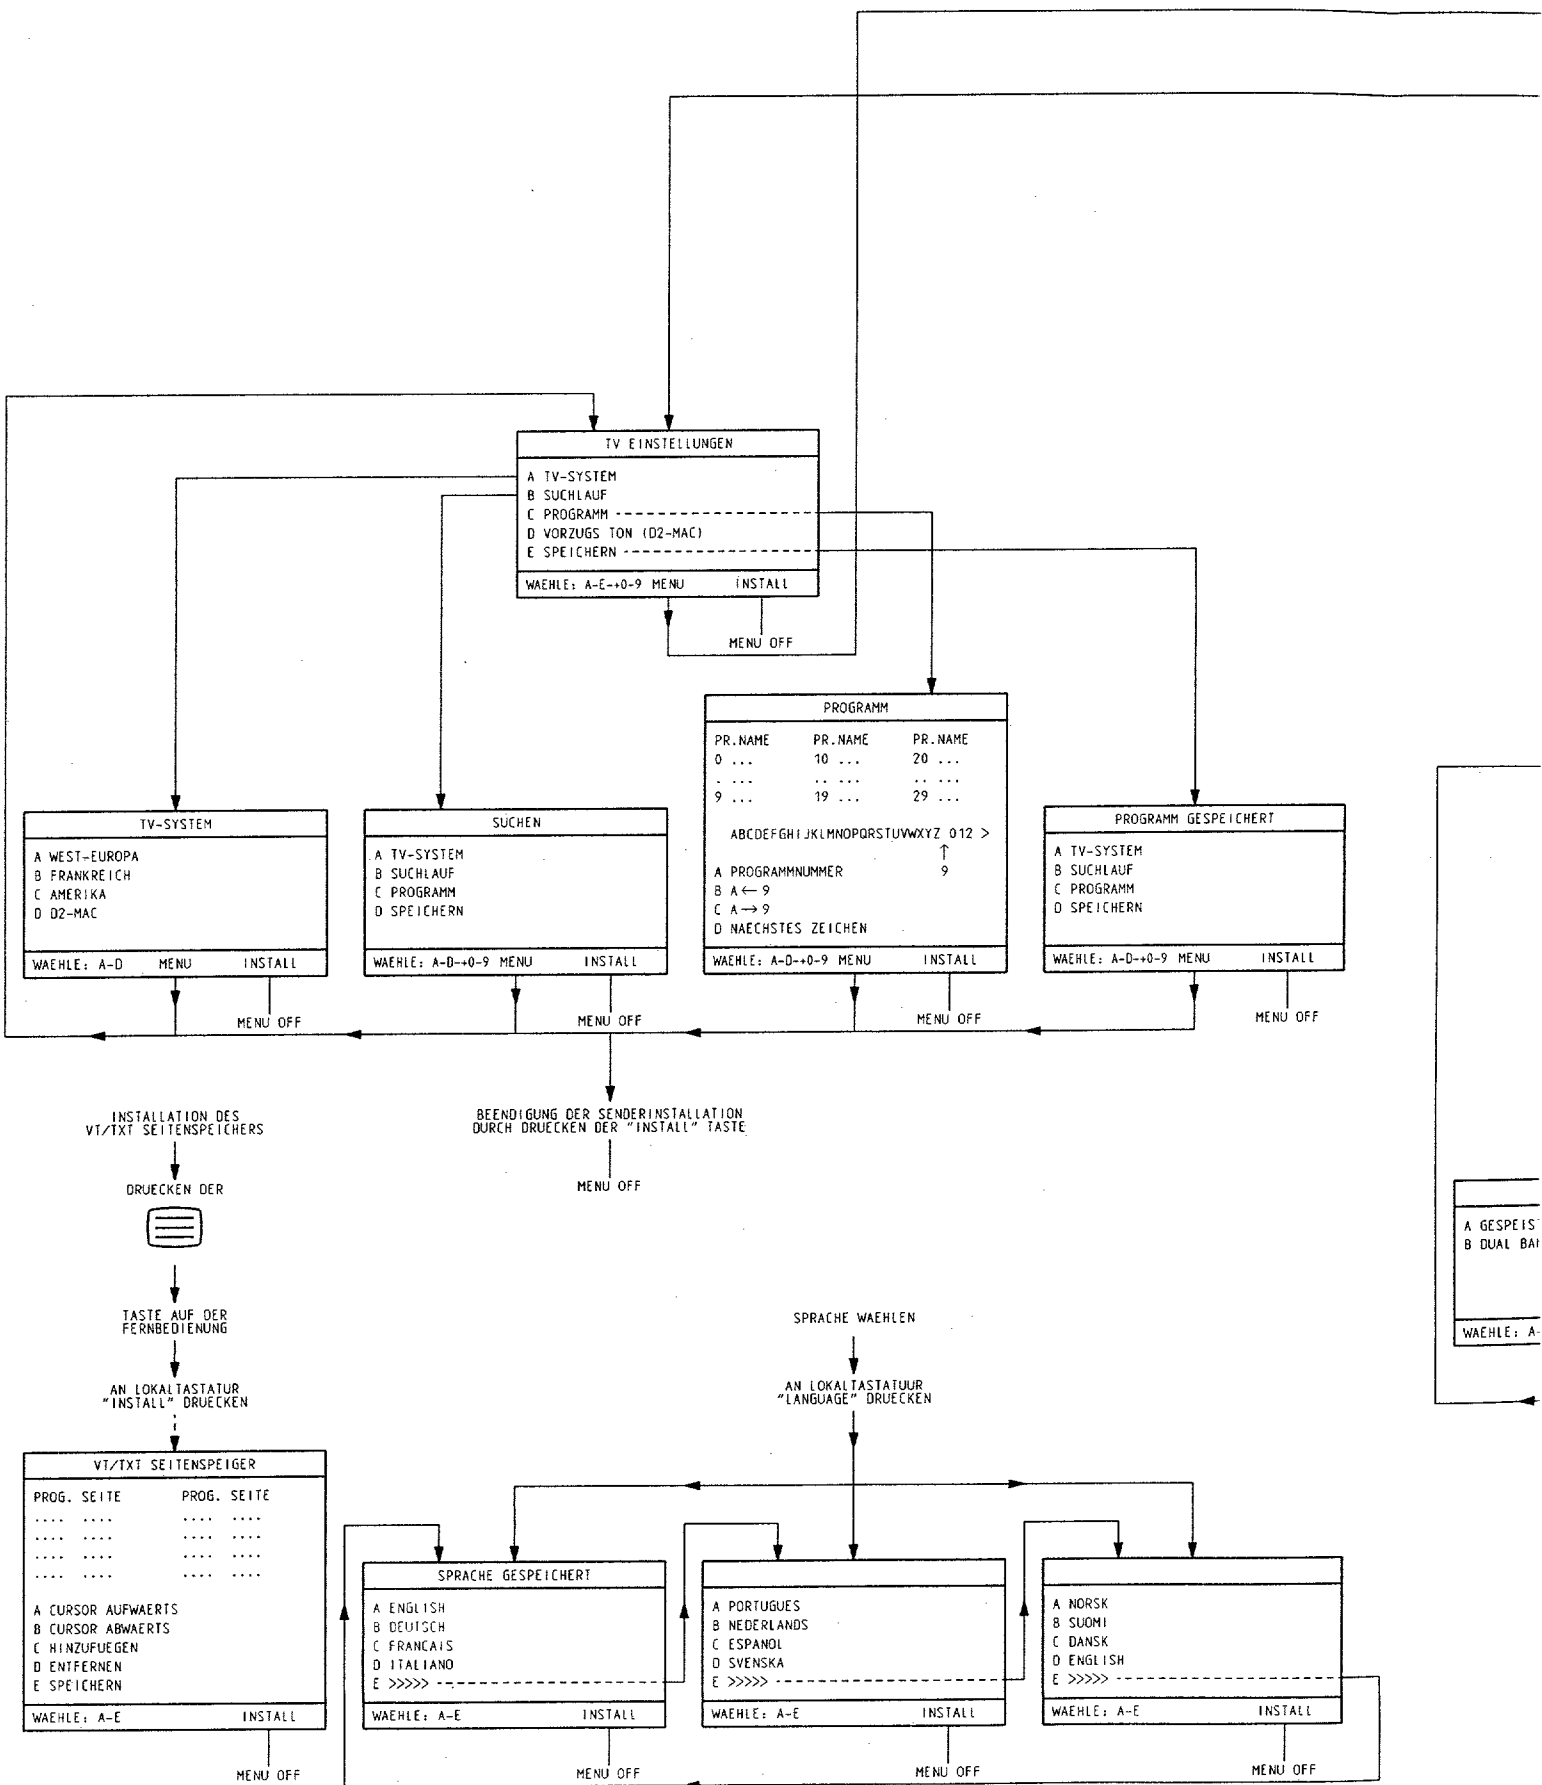 TV EINSTELLUNGEN
A TV-SYSTEM
B SUCHLAUF
C PROGRAMM
D VORZUGS TON (D2-MAC)
E SPEICHERN
WAEHLE: A-E-+0-9 MENU INSTALL
MENU OFF
TV-SYSTEM
A WEST-EUROPA
B FRANKREICH
C AMERIKA
D D2-MAC
WAEHLE: A-D MENU INSTALL
MENU OFF
SUCHEN
A TV-SYSTEM
B SUCHLAUF
C PROGRAMM
D SPEICHERN
WAEHLE: A-D-+0-9 MENU INSTALL
MENU OFF
PROGRAMM
PR.NAME PR.NAME PR.NAME
0 ... 10 ... 20 ...
. ... .. ... .. ...
9 ... 19 ... 29 ...
ABCDEFGHIJKLMNOPQRSTUVWXYZ 012 >
↑
A PROGRAMMNUMMER 9
B A ← 9
C A → 9
D NAECHSTES ZEICHEN
WAEHLE: A-D-+0-9 MENU INSTALL
MENU OFF
PROGRAMM GESPEICHERT
A TV-SYSTEM
B SUCHLAUF
C PROGRAMM
D SPEICHERN
WAEHLE: A-D-+0-9 MENU INSTALL
MENU OFF
INSTALLATION DES
VT/TXT SEITENSPEICHERS
DRUECKEN DER
TASTE AUF DER
FERNBEDIENUNG
AN LOKALTASTATUR
"INSTALL" DRUECKEN
BEENDIGUNG DER SENDERINSTALLATION
DURCH DRUECKEN DER "INSTALL" TASTE
MENU OFF
A GESPEIS
B DUAL BA
WAEHLE: A-
SPRACHE WAEHLEN
AN LOKALTASTATUUR
"LANGUAGE" DRUECKEN
VT/TXT SEITENSPEIGER
PROG. SEITE PROG. SEITE
.... .... .... ....
.... .... .... ....
.... .... .... ....
.... .... .... ....
A CURSOR AUFWAERTS
B CURSOR ABWAERTS
C HINZUFUEGEN
D ENTFERNEN
E SPEICHERN
WAEHLE: A-E INSTALL
MENU OFF
SPRACHE GESPEICHERT
A ENGLISH
B DEUTSCH
C FRANCAIS
D ITALIANO
E >>>>>
WAEHLE: A-E INSTALL
MENU OFF
A PORTUGUES
B NEDERLANDS
C ESPANOL
D SVENSKA
E >>>>>
WAEHLE: A-E INSTALL
MENU OFF
A NORSK
B SUOMI
C DANSK
D ENGLISH
E >>>>>
WAEHLE: A-E INSTALL
MENU OFF